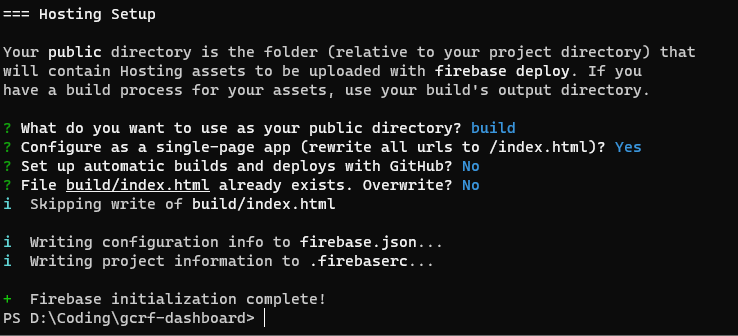 === Hosting Setup
Your public directory is the folder (relative to your project directory) that
will contain Hosting assets to be uploaded with firebase deploy. If you
have a build process for your assets, use your build's output directory.
? What do you want to use as your public directory? build
? Configure as a single-page app (rewrite all urls to /index.html)? Yes
? Set up automatic builds and deploys with GitHub? No
? File build/index.html already exists. Overwrite? No
i  Skipping write of build/index.html
i  Writing configuration info to firebase.json...
i  Writing project information to .firebaserc...
+  Firebase initialization complete!
PS D:\Coding\gcrf-dashboard>